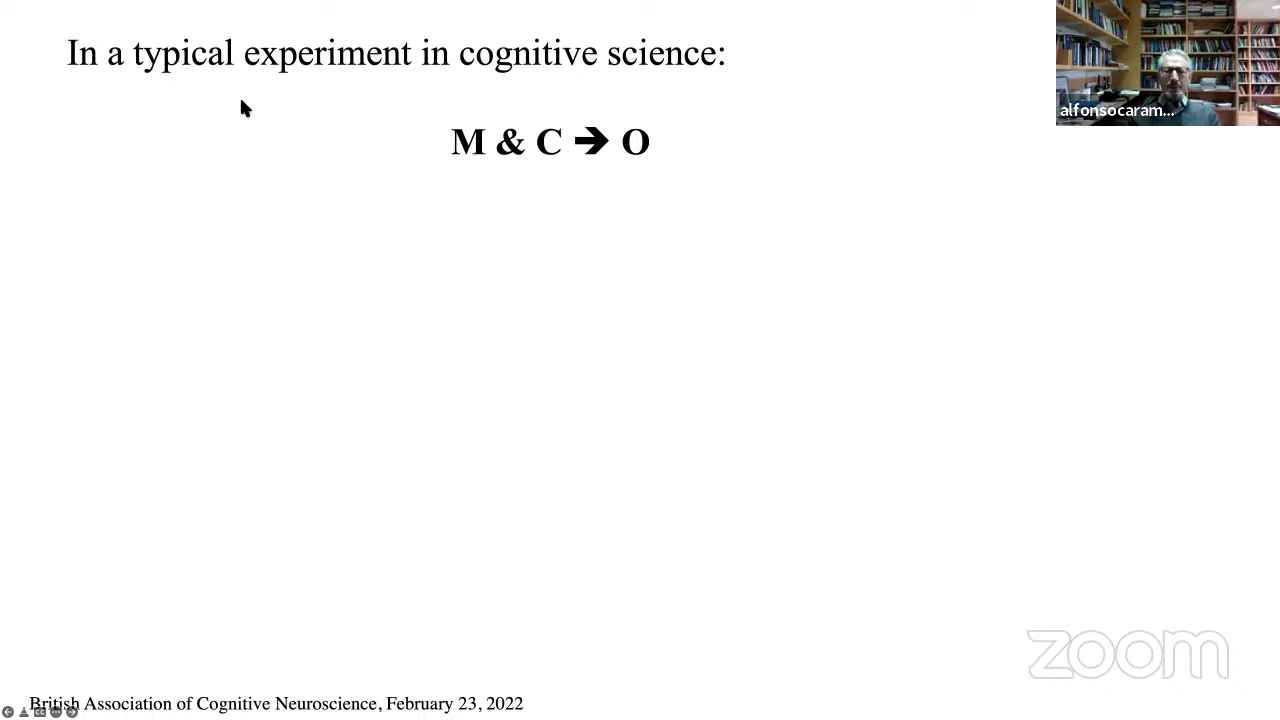 In a typical experiment in cognitive science:
alfonsocaram...
M & C ➔ O
zoom
British Association of Cognitive Neuroscience, February 23, 2022